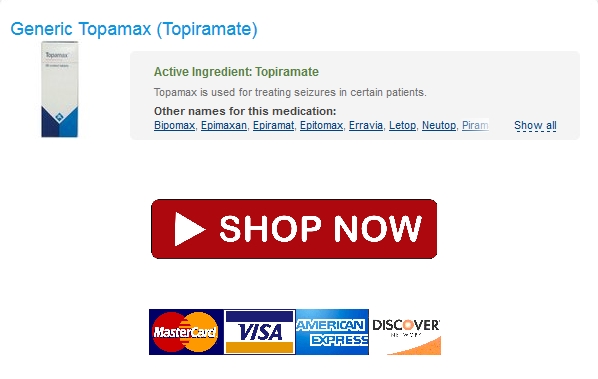 Generic Topamax (Topiramate)
Topamax
Active Ingredient: Topiramate
Topamax is used for treating seizures in certain patients.
Other names for this medication:
Bipomax, Epimaxan, Epiramat, Epitomax, Erravia, Letop, Neutop, Piram Show all
SHOP NOW
MasterCard VISA AMERICAN EXPRESS DISCOVER NETWORK